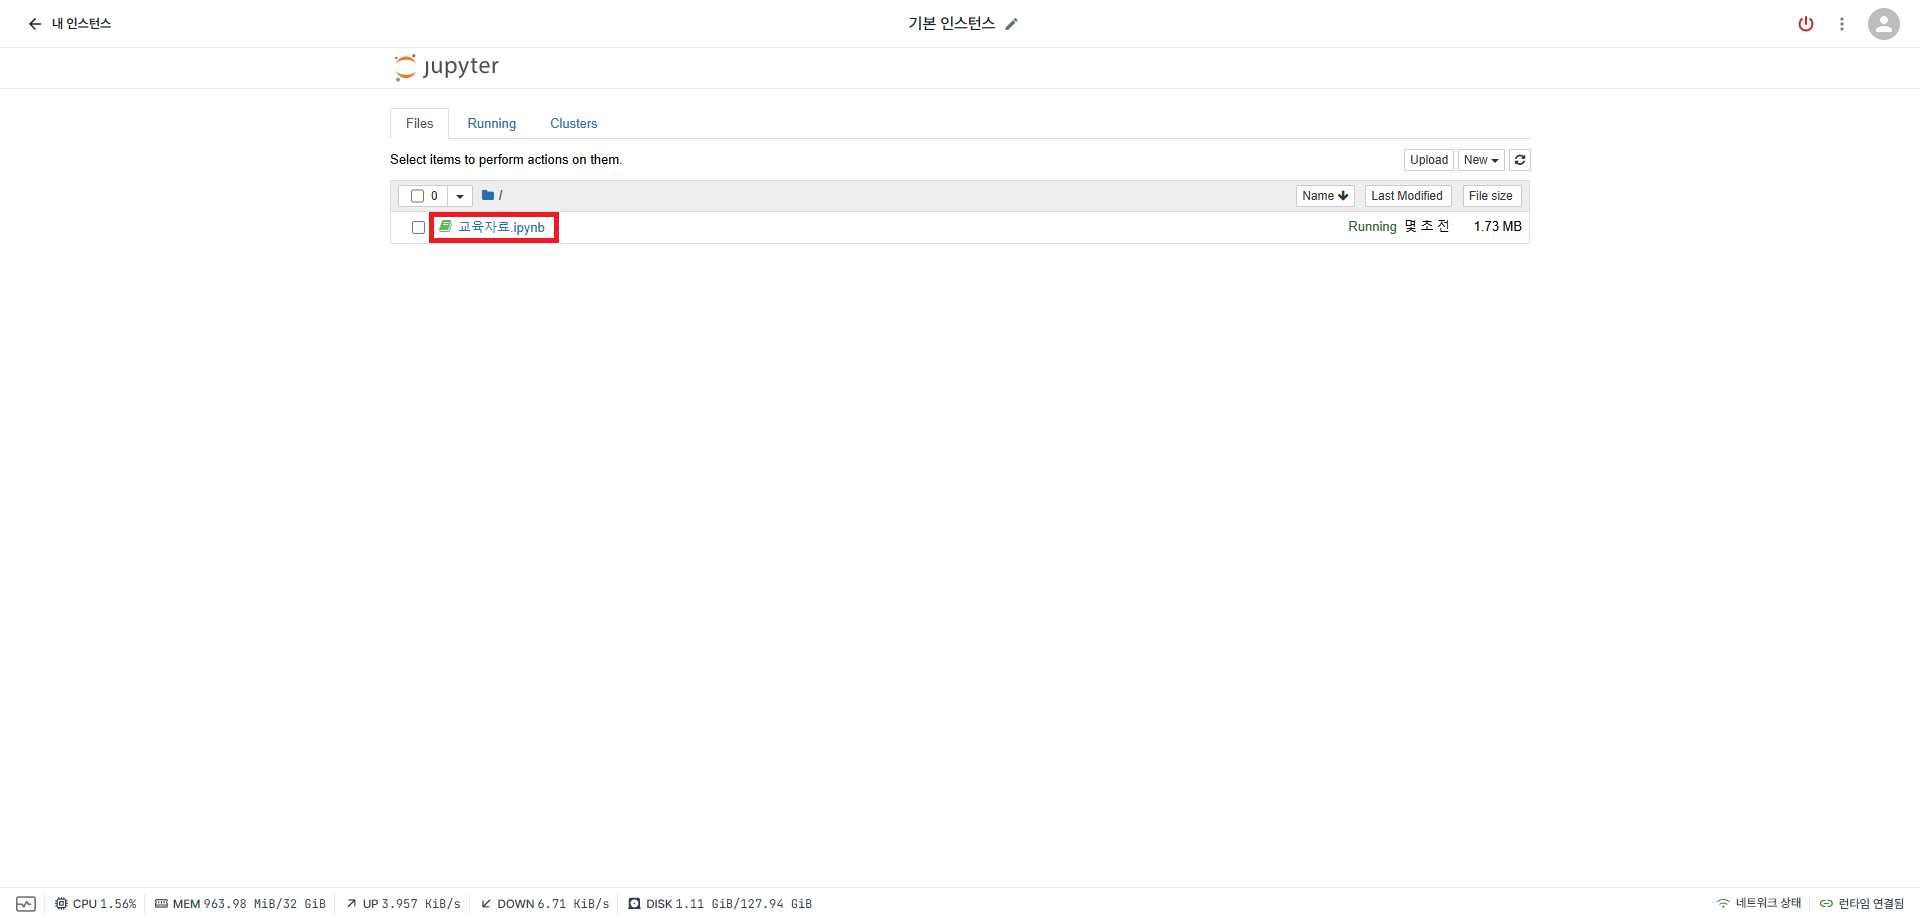 내 인스턴스
기본 인스턴스
jupyter
Files Running Clusters
Select items to perform actions on them.
Upload New
0 / Name Last Modified File size
교육자료.ipynb Running 몇 초 전 1.73 MB
CPU 1.56% MEM 963.98 MiB/32 GiB UP 3.957 KiB/s DOWN 6.71 KiB/s DISK 1.11 GiB/127.94 GiB 네트워크 상태 런타임 연결됨